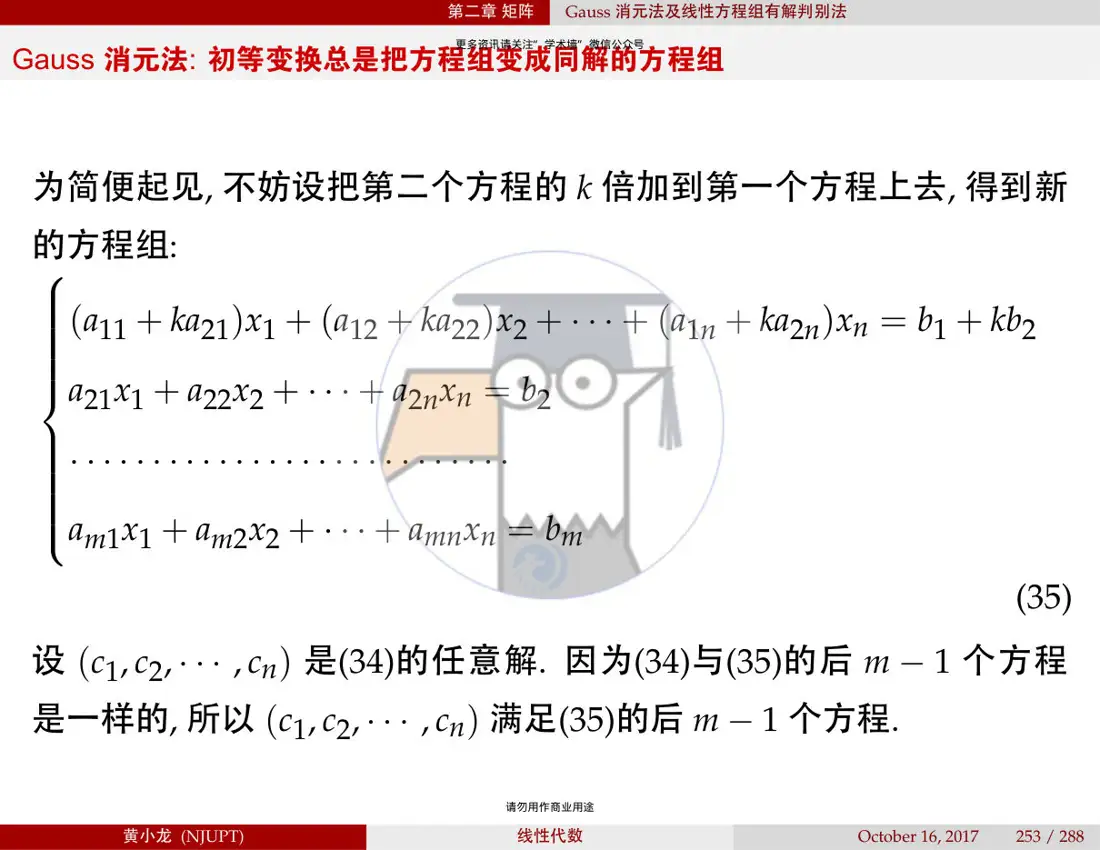 第二章 矩阵 Gauss 消元法及线性方程组有解判别法
更多资讯请关注“学术墙”微信公众号
Gauss 消元法: 初等变换总是把方程组变成同解的方程组
为简便起见, 不妨设把第二个方程的 k 倍加到第一个方程上去, 得到新
的方程组:
(a₁₁ + ka₂₁)x₁ + (a₁₂ + ka₂₂)x₂ + ··· + (a₁ₙ + ka₂ₙ)xₙ = b₁ + kb₂
a₂₁x₁ + a₂₂x₂ + ··· + a₂ₙxₙ = b₂
···························
aₘ₁x₁ + aₘ₂x₂ + ··· + aₘₙxₙ = bₘ
(35)
设 (c₁, c₂, ··· , cₙ) 是(34)的任意解. 因为(34)与(35)的后 m − 1 个方程
是一样的, 所以 (c₁, c₂, ··· , cₙ) 满足(35)的后 m − 1 个方程.
请勿用作商业用途
黄小龙 (NJUPT) 线性代数 October 16, 2017 253 / 288